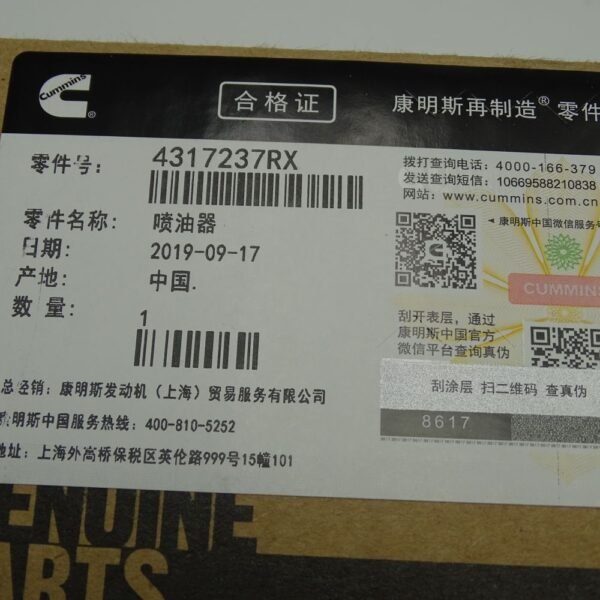 Cummins
合格证
康明斯再制造® 零件
零件号: 4317237RX
拨打查询电话: 4000-166-379
发送查询短信: 10669588210838
网站: www.cummins.com.cn
零件名称: 喷油器
日期: 2019-09-17
产地: 中国.
数量: 1
康明斯中国微信服务号
CUMMINS
刮开表层, 通过
康明斯中国官方
微信平台查询真伪
刮涂层 扫二维码 查真伪
8617
总经销: 康明斯发动机 (上海) 贸易服务有限公司
康明斯中国服务热线: 400-810-5252
地址: 上海外高桥保税区英伦路999号15幢101
GENUINE
PARTS